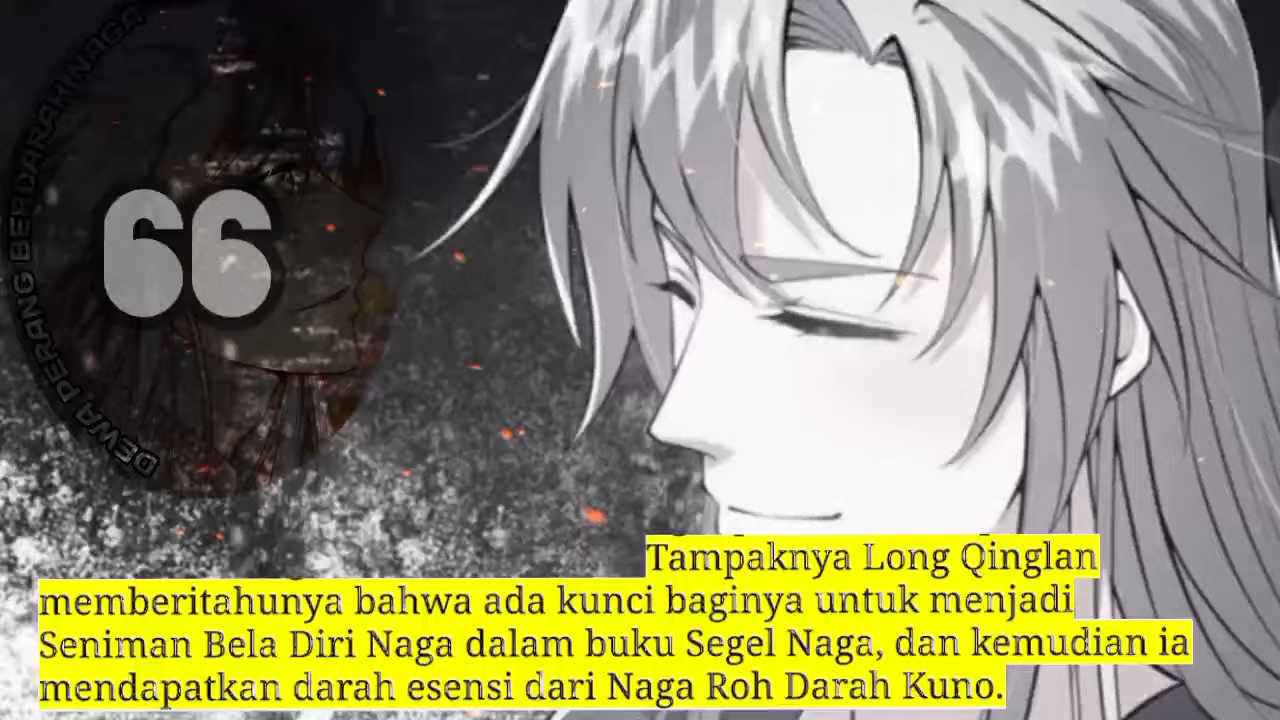 DEWA PERANG BERDARAH NAGA
66
Tampaknya Long Qinglan
memberitahunya bahwa ada kunci baginya untuk menjadi
Seniman Bela Diri Naga dalam buku Segel Naga, dan kemudian ia
mendapatkan darah esensi dari Naga Roh Darah Kuno.